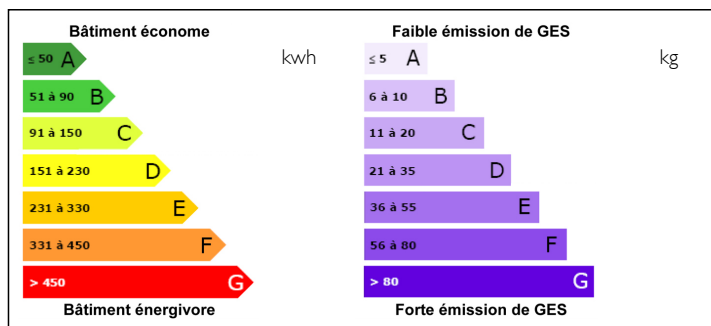 Bâtiment économe
kwh
≤ 50 A
51 à 90 B
91 à 150 C
151 à 230 D
231 à 330 E
331 à 450 F
> 450 G
Bâtiment énergivore
Faible émission de GES
kg
≤ 5 A
6 à 10 B
11 à 20 C
21 à 35 D
36 à 55 E
56 à 80 F
> 80 G
Forte émission de GES